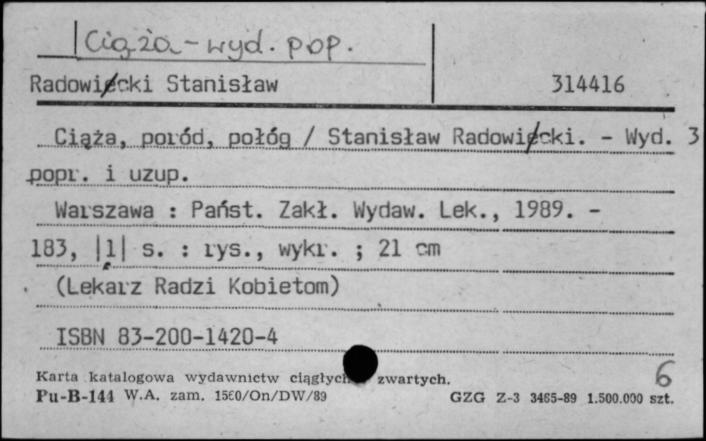 Ciąża - wyd. pop.
Radowicki Stanisław 314416
Ciąża, poród, połóg / Stanisław Radowicki. - Wyd. 3
popr. i uzup.
Warszawa : Państ. Zakł. Wydaw. Lek., 1989. -
183, |1| s. : rys., wykr. ; 21 cm
(Lekarz Radzi Kobietom)
ISBN 83-200-1420-4
6
Karta katalogowa wydawnictw ciągłych zwartych.
Pu-B-144 W.A. zam. 1560/On/DW/89 GZG Z-3 3465-89 1.500.000 szt.